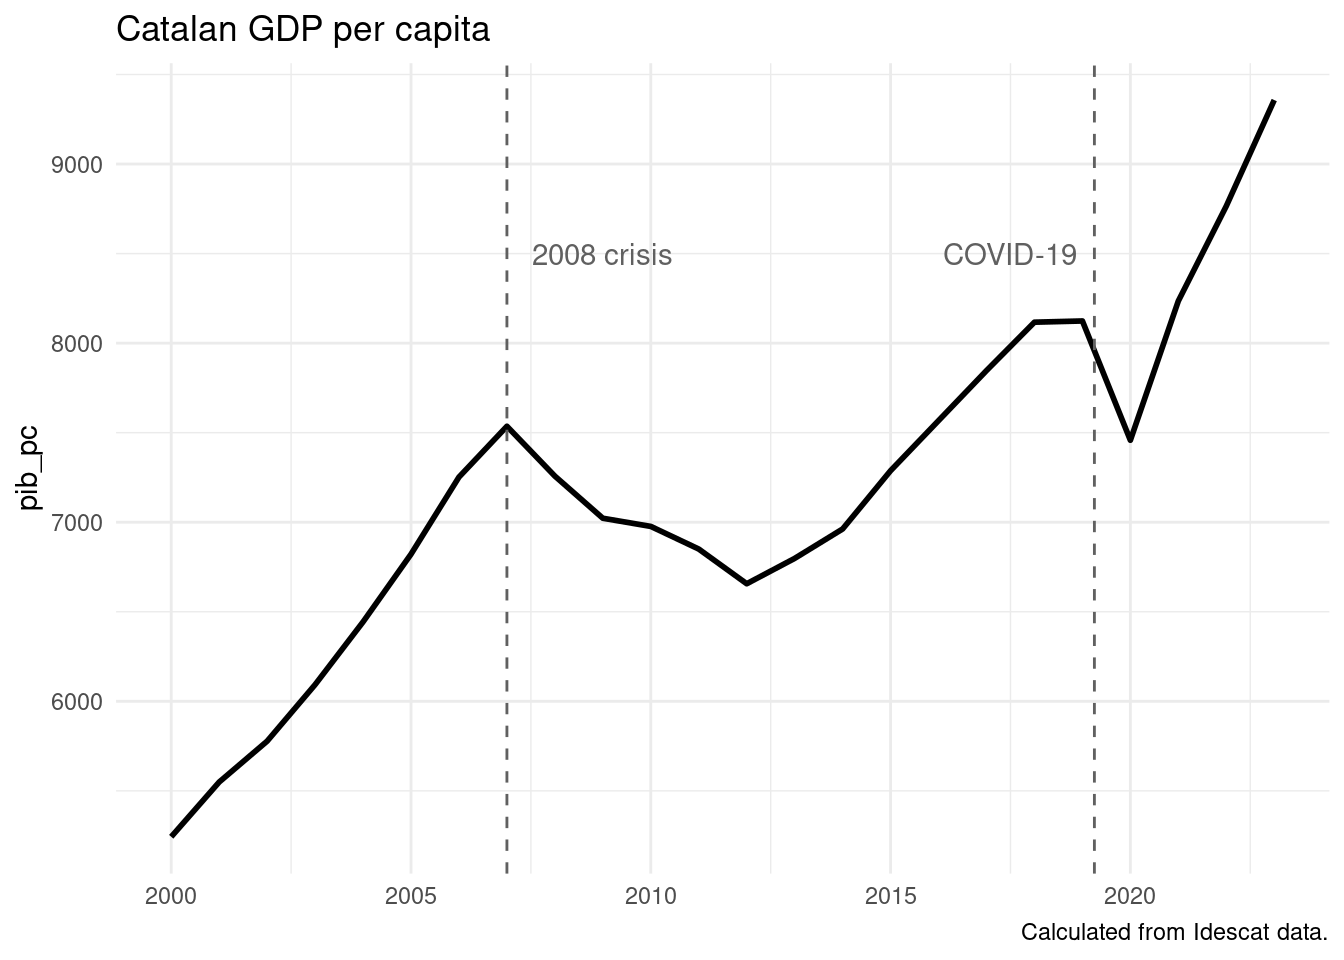 Catalan GDP per capita
9000
8000
7000
6000
pib_pc
2008 crisis
COVID-19
2000
2005
2010
2015
2020
Calculated from Idescat data.